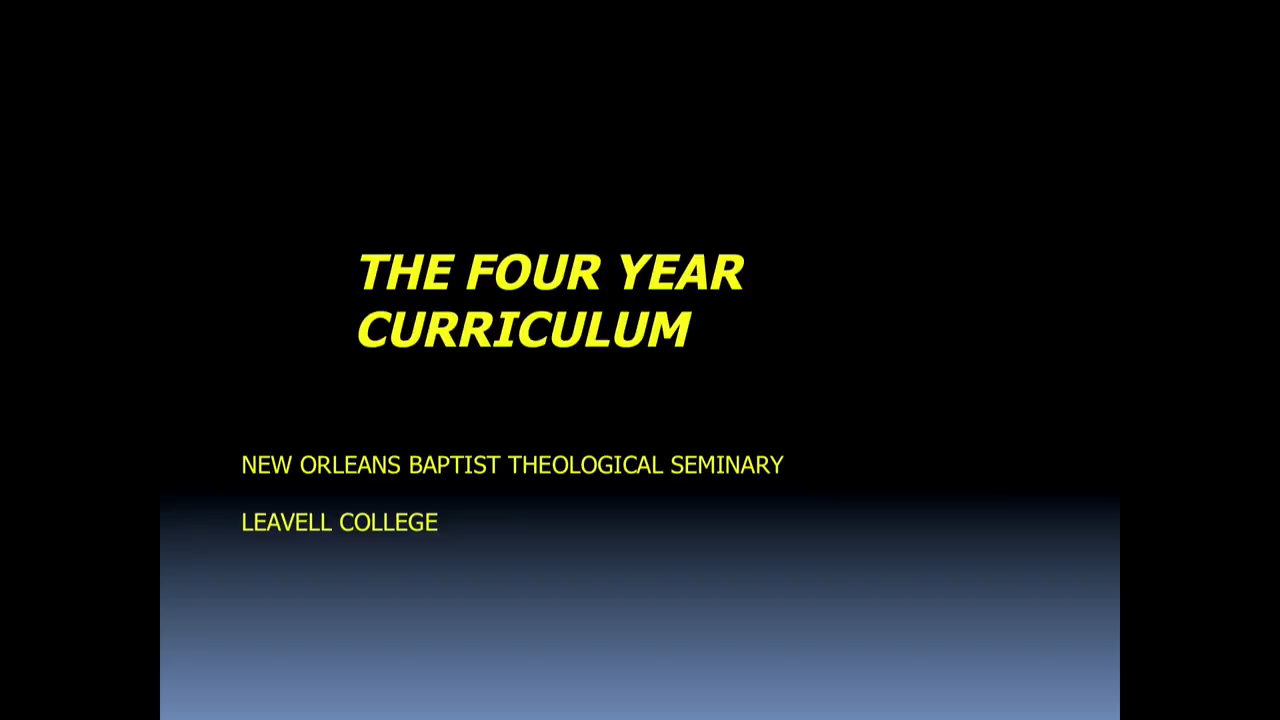 THE FOUR YEAR
CURRICULUM
NEW ORLEANS BAPTIST THEOLOGICAL SEMINARY
LEAVELL COLLEGE